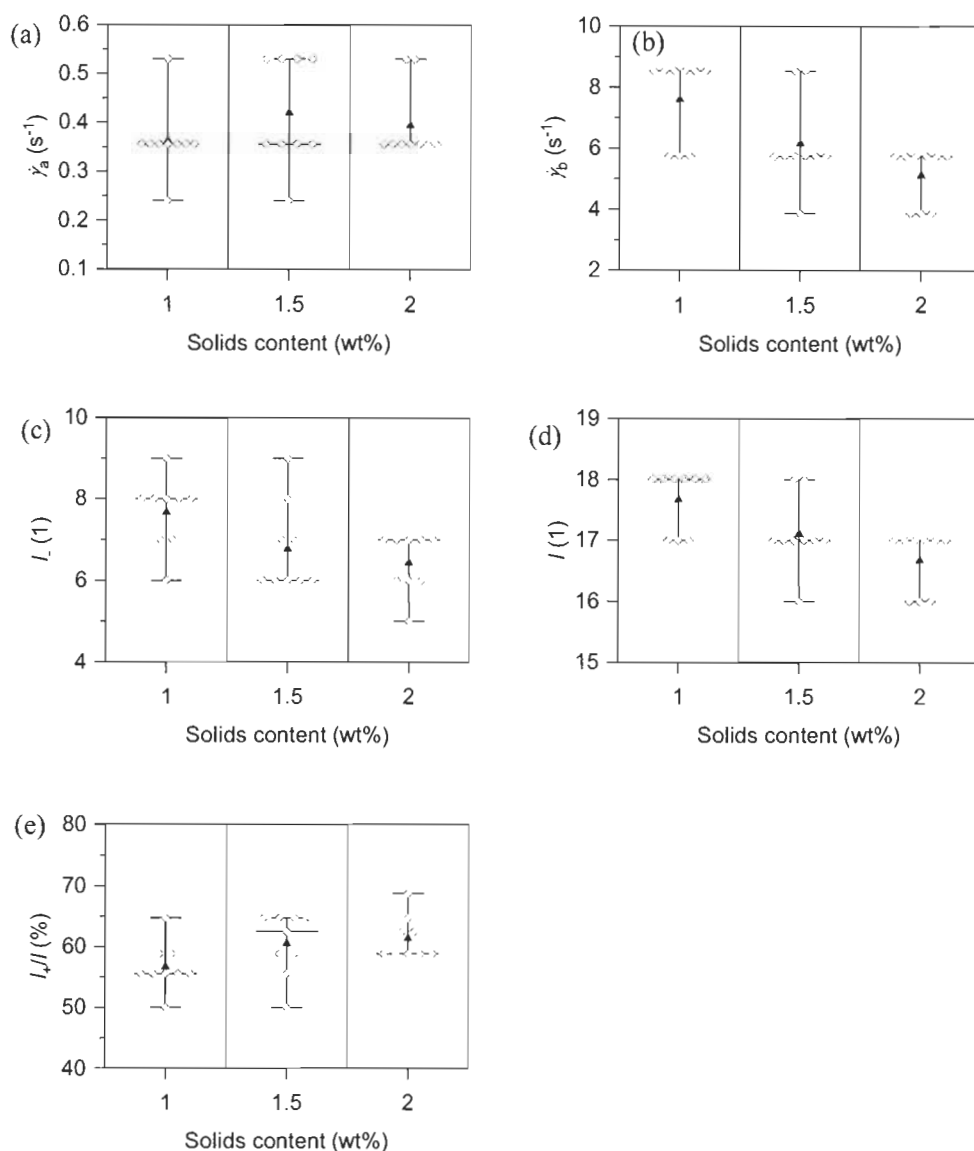 (a)
γ̇a (s-1)
0.6
0.5
0.4
0.3
0.2
0.1
1
1.5
2
Solids content (wt%)
(b)
γ̇b (s-1)
10
8
6
4
2
1
1.5
2
Solids content (wt%)
(c)
I- (1)
10
8
6
4
1
1.5
2
Solids content (wt%)
(d)
I (1)
19
18
17
16
15
1
1.5
2
Solids content (wt%)
(e)
I+/I (%)
80
70
60
50
40
1
1.5
2
Solids content (wt%)